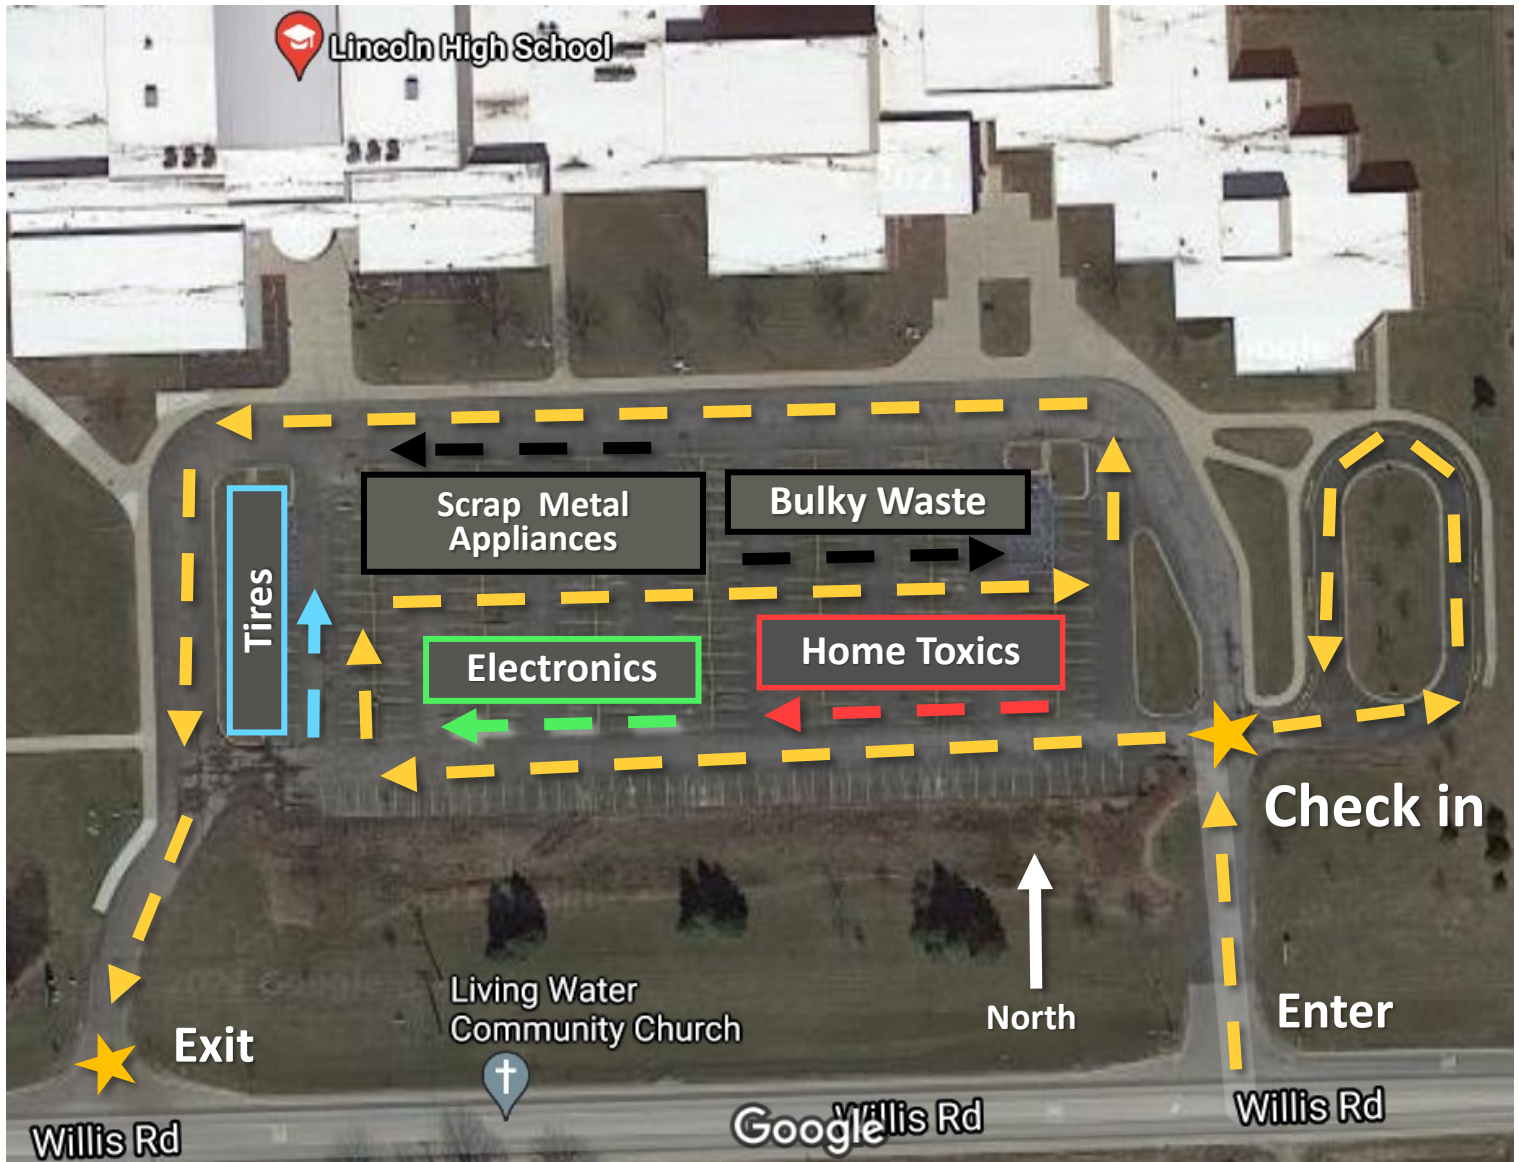 Lincoln High School
Scrap  Metal
Appliances
Bulky Waste
Tires
Electronics
Home Toxics
Check in
Living Water
Community Church
North
Enter
Exit
Willis Rd
Google
Willis Rd
Willis Rd